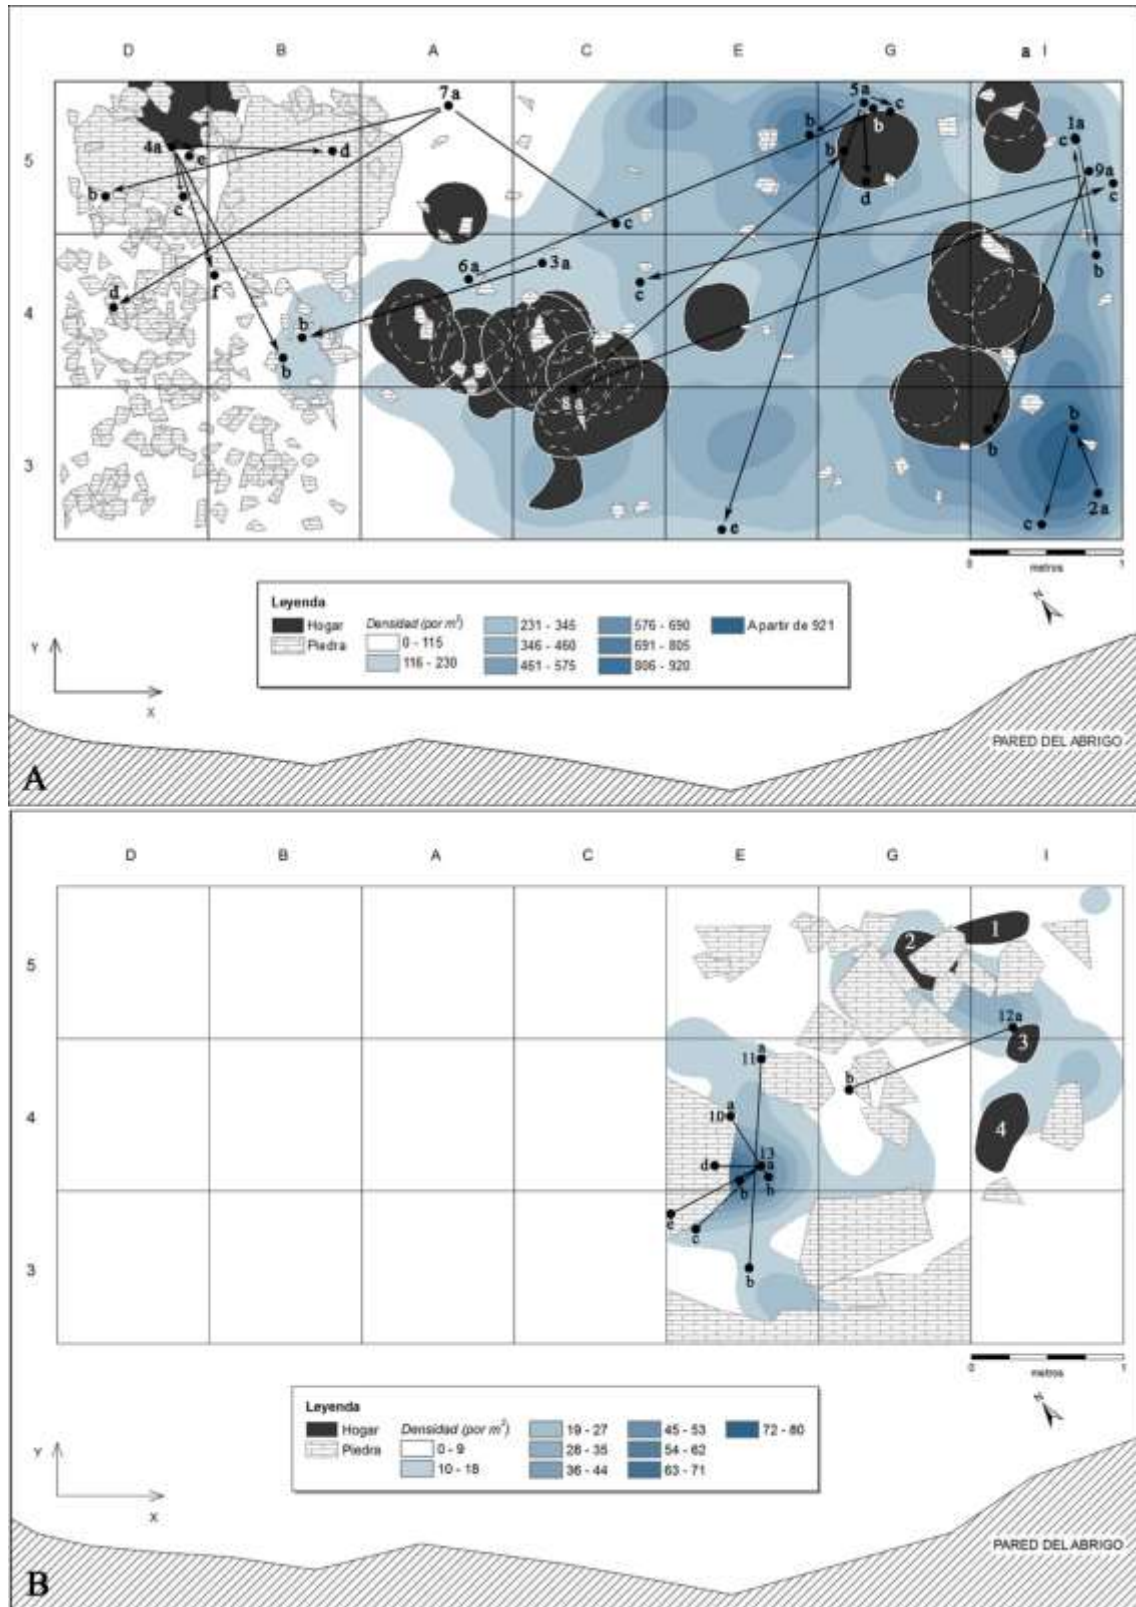 D B A C E G a I
5a c
7a b b 1a
5 4a e d b c 9a
b c d c
c
6a 3a b
d f c
4 b
b
8 a b b
3
e c 2a
0 metros 1
N
Leyenda
Hogar Densidad (por m²) 231 - 345 576 - 690 A partir de 921
Piedra 0 - 115 346 - 460 691 - 805
116 - 230 461 - 575 806 - 920
Y
X
PARED DEL ABRIGO
A
D B A C E G I
1
5 2
12a
a 3
11 b
4 a 10 4
13
d a
b b
e c
3 b
0 metros 1
N
Leyenda
Hogar Densidad (por m²) 19 - 27 45 - 53 72 - 80
Piedra 0 - 9 28 - 35 54 - 62
10 - 18 36 - 44 63 - 71
Y
X
PARED DEL ABRIGO
B